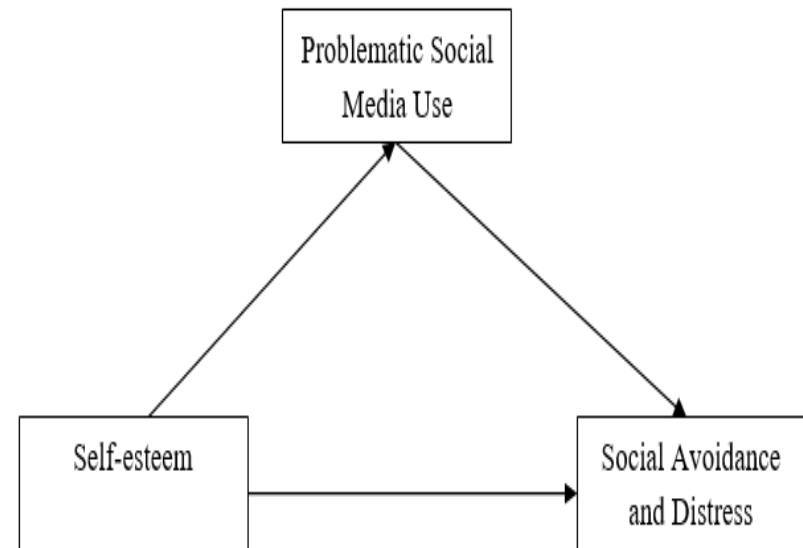 Problematic Social
Media Use
Self-esteem
Social Avoidance
and Distress